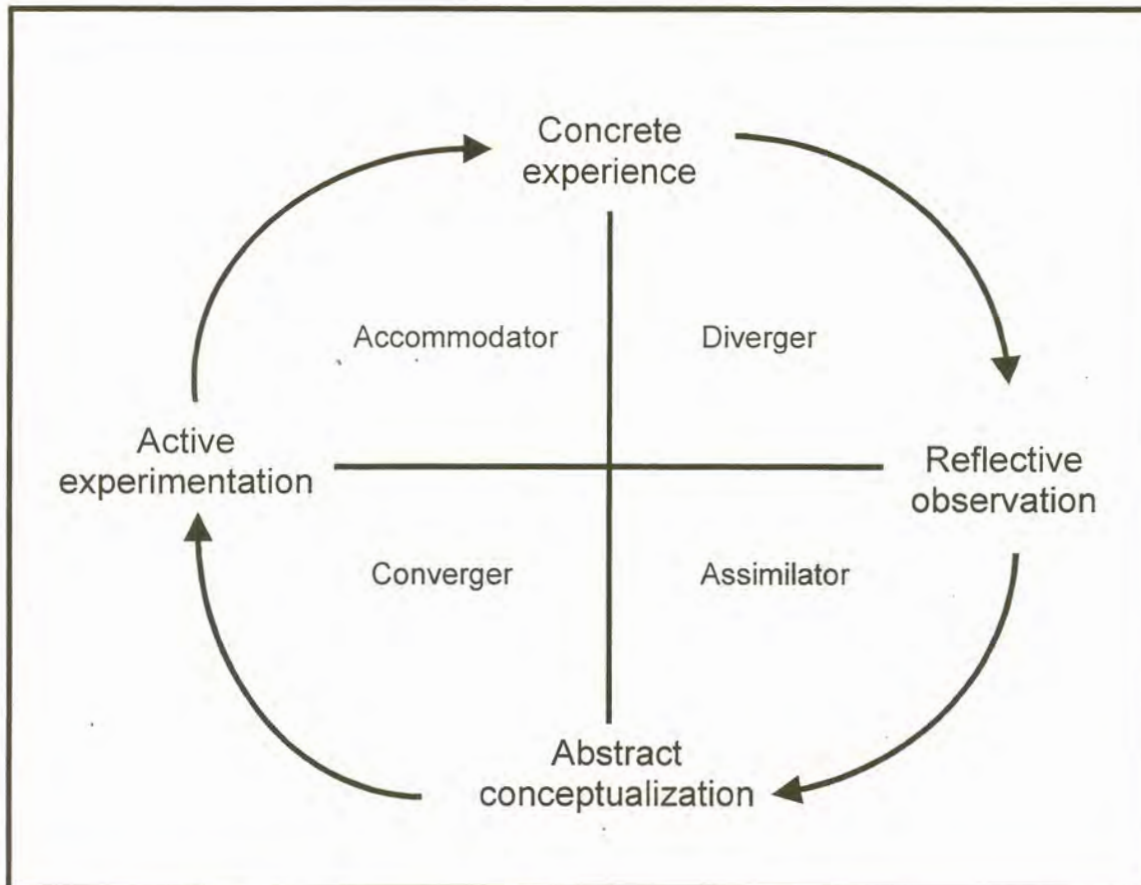 Concrete
experience
Accommodator
Diverger
Active
experimentation
Reflective
observation
Converger
Assimilator
Abstract
conceptualization